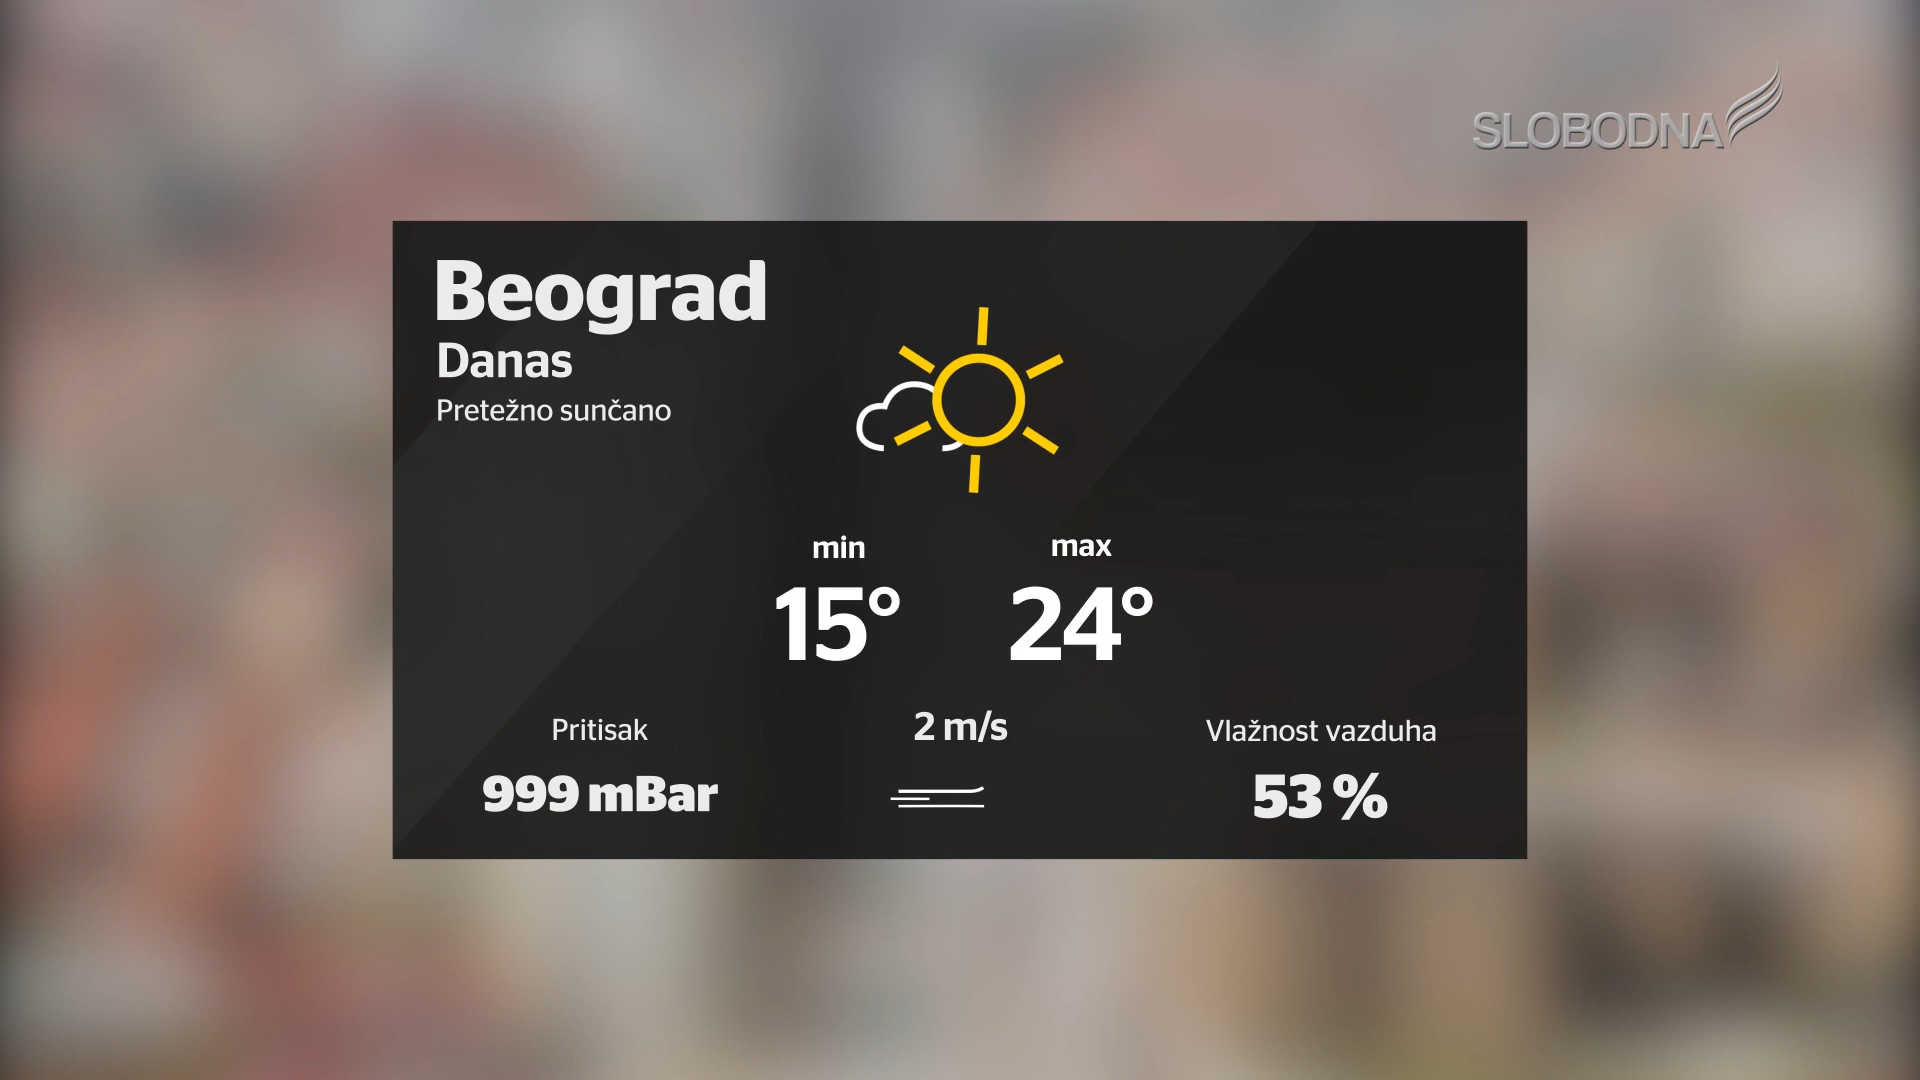 SLOBODNA
Beograd
Danas
Pretežno sunčano
min
max
15°
24°
Pritisak
2 m/s
Vlažnost vazduha
999 mBar
53 %